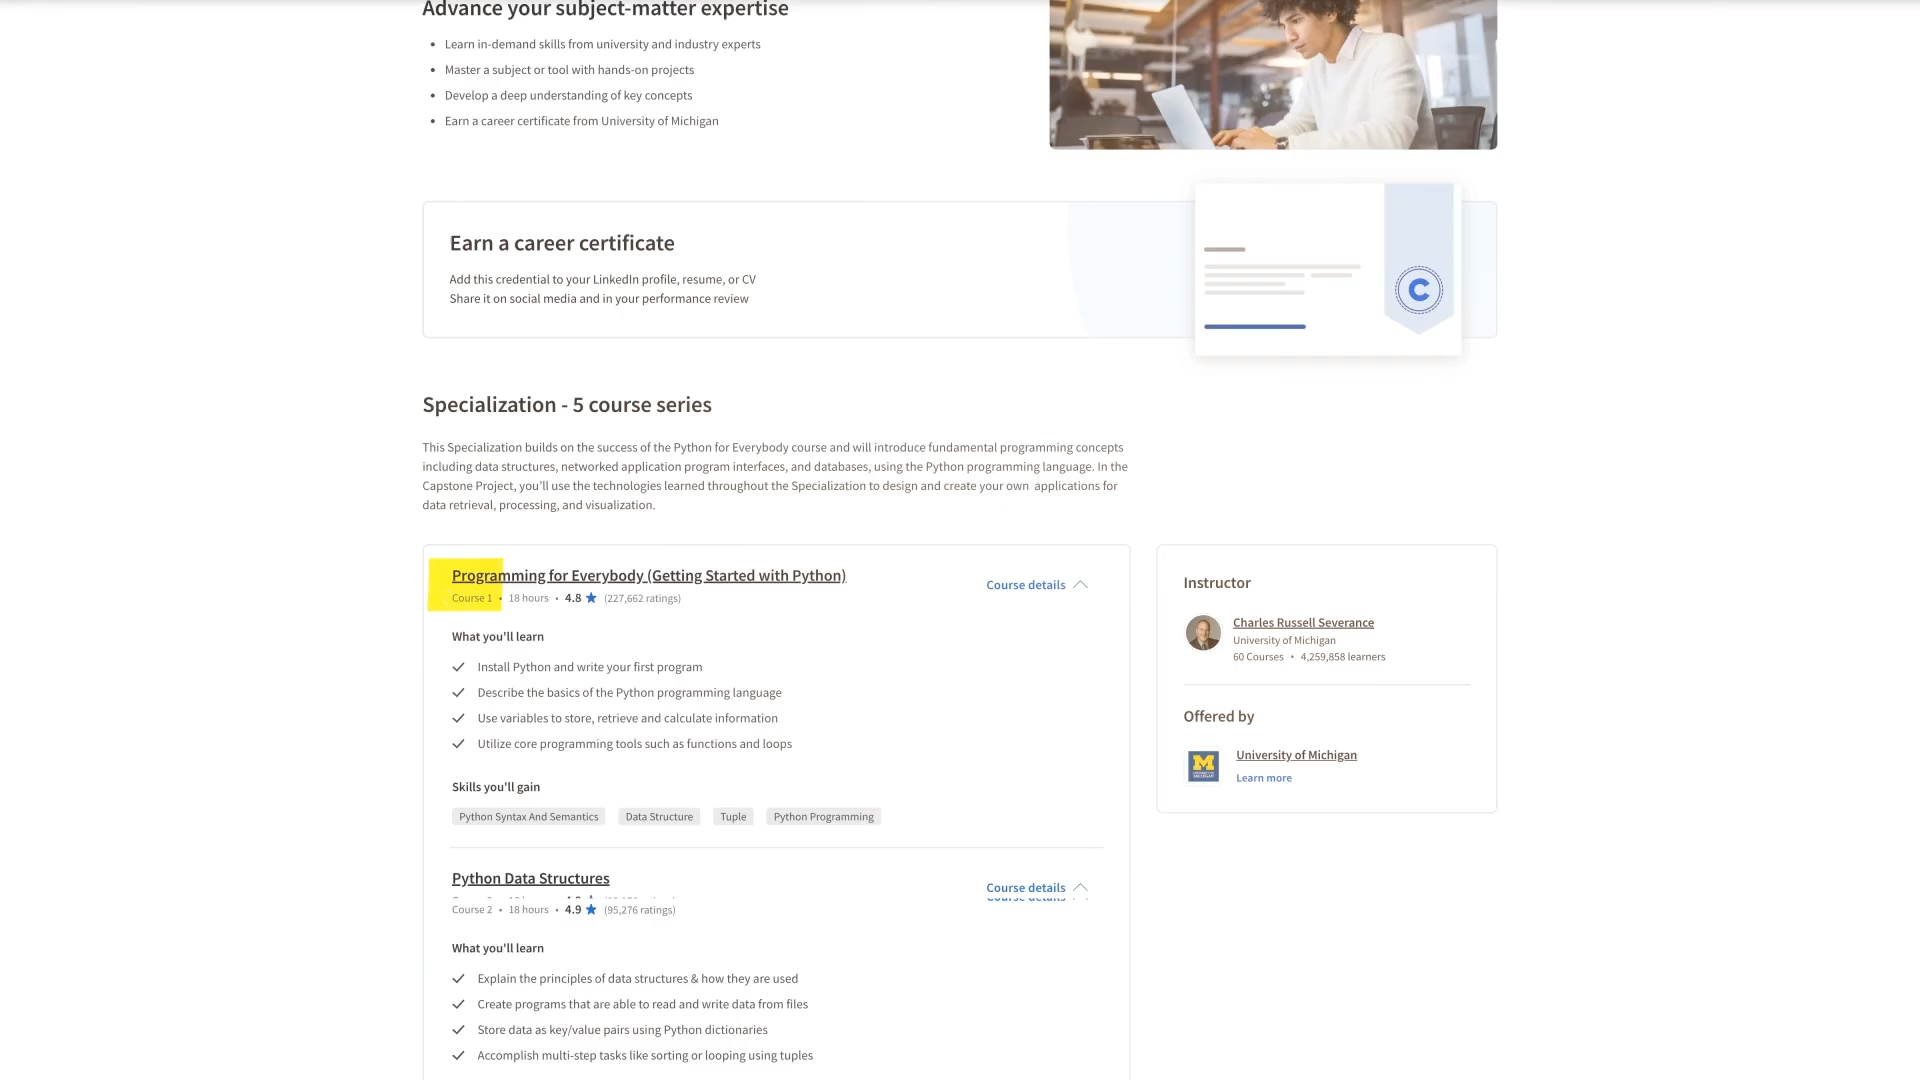 Advance your subject-matter expertise
Learn in-demand skills from university and industry experts
Master a subject or tool with hands-on projects
Develop a deep understanding of key concepts
Earn a career certificate from University of Michigan
Earn a career certificate
Add this credential to your LinkedIn profile, resume, or CV
Share it on social media and in your performance review
C
Specialization - 5 course series
This Specialization builds on the success of the Python for Everybody course and will introduce fundamental programming concepts
including data structures, networked application program interfaces, and databases, using the Python programming language. In the
Capstone Project, you'll use the technologies learned throughout the Specialization to design and create your own applications for
data retrieval, processing, and visualization.
Programming for Everybody (Getting Started with Python)
Course details
Course 1 • 18 hours • 4.8 ★ (227,662 ratings)
What you'll learn
Install Python and write your first program
Describe the basics of the Python programming language
Use variables to store, retrieve and calculate information
Utilize core programming tools such as functions and loops
Skills you'll gain
Python Syntax And Semantics Data Structure Tuple Python Programming
Python Data Structures
Course details
Course 2 • 18 hours • 4.9 ★ (95,276 ratings)
What you'll learn
Explain the principles of data structures & how they are used
Create programs that are able to read and write data from files
Store data as key/value pairs using Python dictionaries
Accomplish multi-step tasks like sorting or looping using tuples
Instructor
Charles Russell Severance
University of Michigan
60 Courses • 4,259,858 learners
Offered by
M
University of Michigan
Learn more